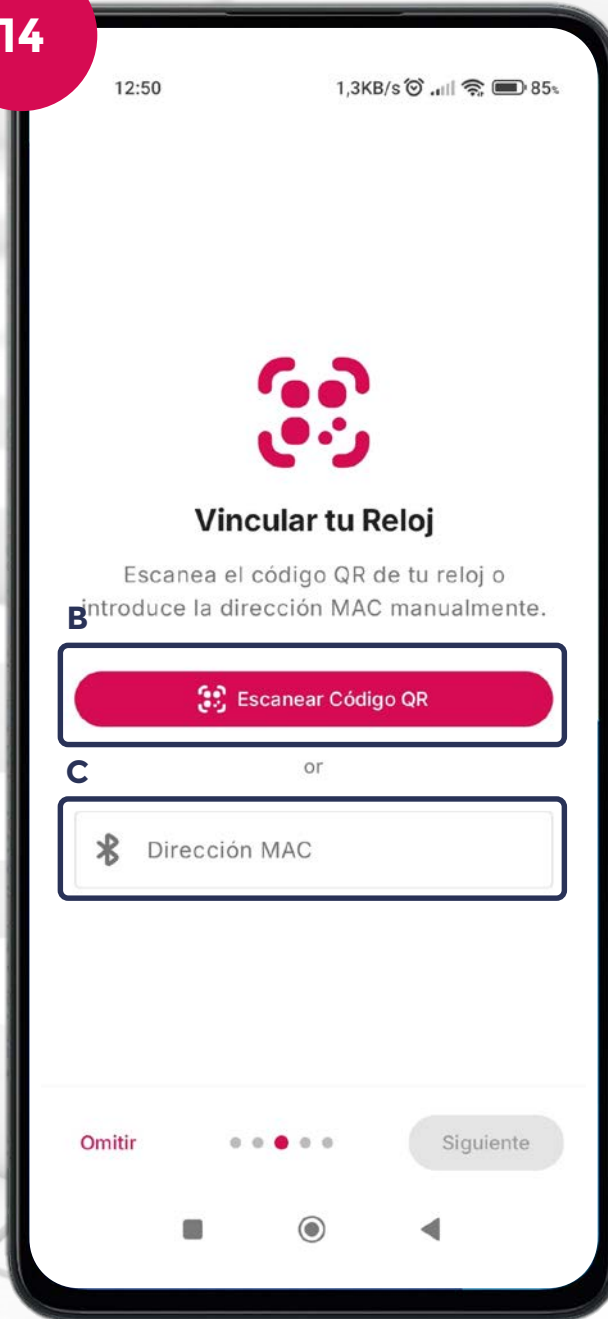 14
12:50 1,3KB/s 85%
Vincular tu Reloj
Escanea el código QR de tu reloj o
introduce la dirección MAC manualmente.
B
Escanear Código QR
C or
Dirección MAC
Omitir Siguiente